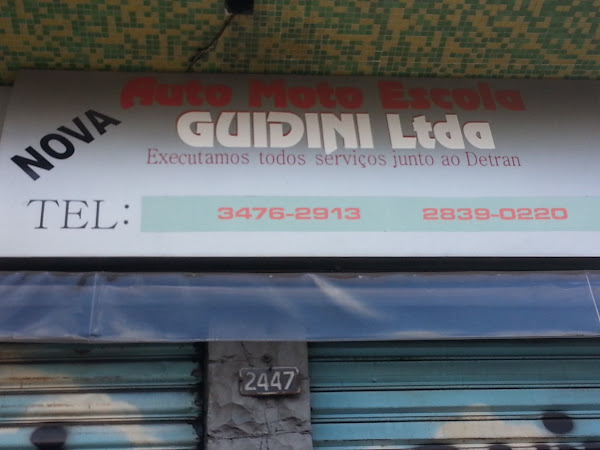 NOVA
Auto Moto Escola
GUIDINI Ltda
Executamos todos serviços junto ao Detran
TEL: 3476-2913 2839-0220
2447